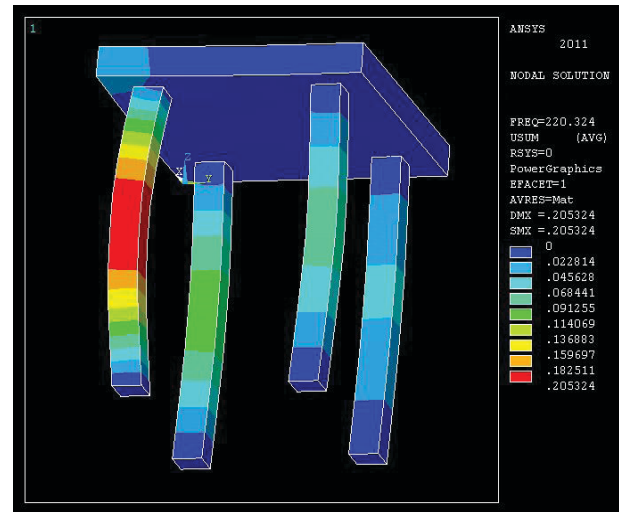 1
ANSYS
2011
NODAL SOLUTION
FREQ=220.324
USUM (AVG)
RSYS=0
PowerGraphics
EFACET=1
AVRES=Mat
DMX =.205324
SMX =.205324
0
.022814
.045628
.068441
.091255
.114069
.136883
.159697
.182511
.205324
Z
X
Y